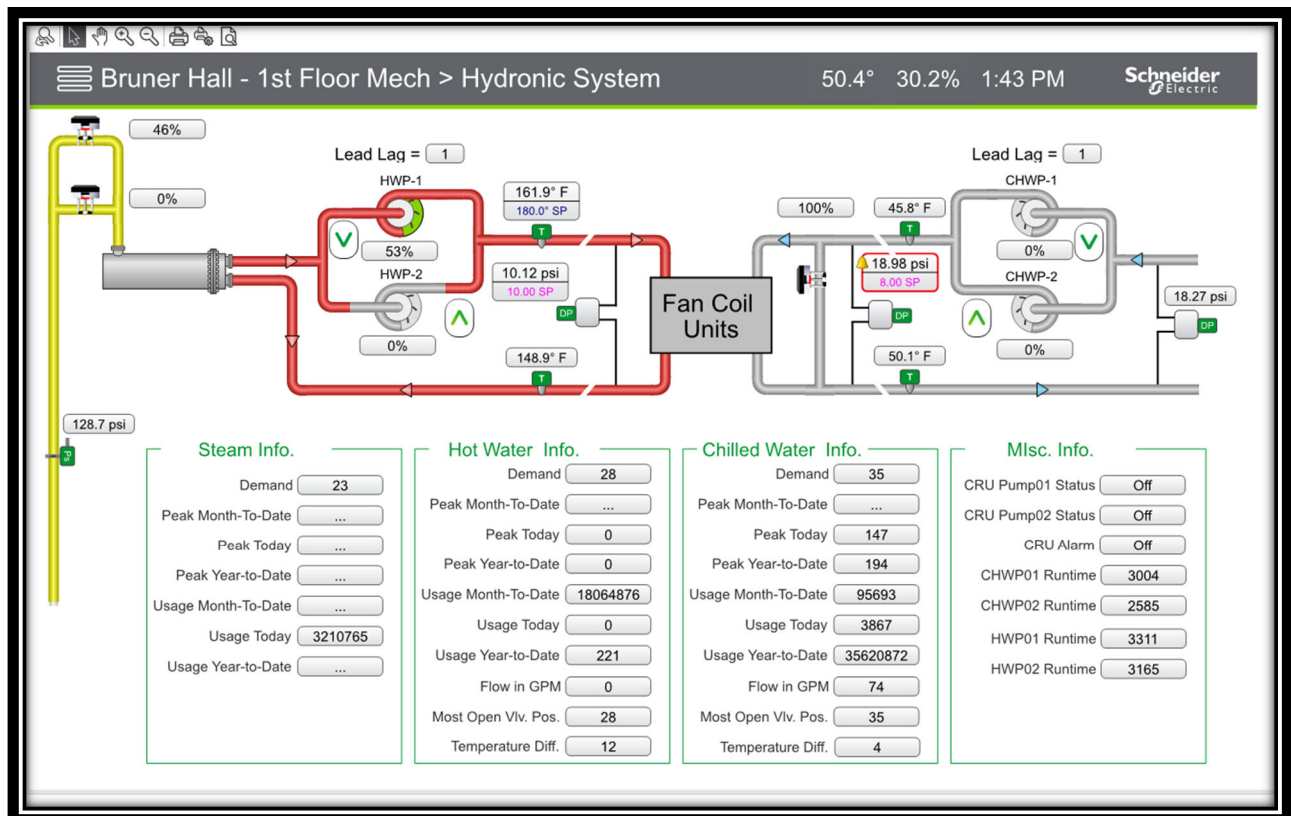 Bruner Hall - 1st Floor Mech > Hydronic System 50.4° 30.2% 1:43 PM Schneider Electric
46%
0%
Lead Lag = 1
HWP-1
53%
HWP-2
0%
161.9° F
180.0° SP
T
10.12 psi
10.00 SP
DP
148.9° F
T
Fan Coil
Units
100%
45.8° F
T
18.98 psi
8.00 SP
DP
50.1° F
T
Lead Lag = 1
CHWP-1
0%
CHWP-2
0%
18.27 psi
DP
128.7 psi
Ps
Steam Info.
Demand 23
Peak Month-To-Date ...
Peak Today ...
Peak Year-to-Date ...
Usage Month-To-Date ...
Usage Today 3210765
Usage Year-to-Date ...
Hot Water Info.
Demand 28
Peak Month-To-Date ...
Peak Today 0
Peak Year-to-Date 0
Usage Month-To-Date 18064876
Usage Today 0
Usage Year-to-Date 221
Flow in GPM 0
Most Open Vlv. Pos. 28
Temperature Diff. 12
Chilled Water Info.
Demand 35
Peak Month-To-Date ...
Peak Today 147
Peak Year-to-Date 194
Usage Month-To-Date 95693
Usage Today 3867
Usage Year-to-Date 35620872
Flow in GPM 74
Most Open Vlv. Pos. 35
Temperature Diff. 4
MIsc. Info.
CRU Pump01 Status Off
CRU Pump02 Status Off
CRU Alarm Off
CHWP01 Runtime 3004
CHWP02 Runtime 2585
HWP01 Runtime 3311
HWP02 Runtime 3165